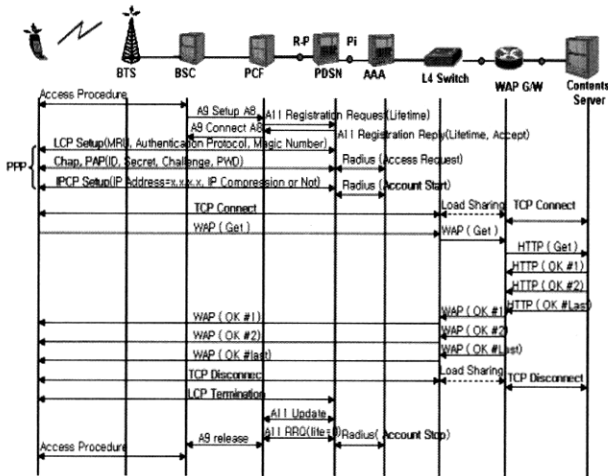 R-P Pi
BTS BSC PCF PDSN AAA L4 Switch WAP G/W Contents Server
Access Procedure
A9 Setup A8
A11 Registration Request(Lifetime)
A9 Connect A8
A11 Registration Reply(Lifetime, Accept)
PPP
LCP Setup(MRU, Authentication Protocol, Magic Number)
Chap, PAP(ID, Secret, Challenge, PWD)
Radius (Access Request)
IPCP Setup(IP Address=x.x.x.x, IP Compression or Not)
Radius (Account Start)
TCP Connect
Load Sharing
TCP Connect
WAP (Get)
WAP ( Get )
HTTP ( Get)
HTTP ( OK #1)
HTTP ( OK #2)
HTTP ( OK #Last)
WAP ( OK #1)
WAP ( OK #1)
WAP ( OK #2)
WAP ( OK #2)
WAP ( OK #Last)
WAP ( OK #last)
TCP Disconnec
Load Sharing
TCP Disconnect
LCP Termination
A11 Update
A11 RRQ(life=0)
Access Procedure
A9 release
Radius( Account Stop)